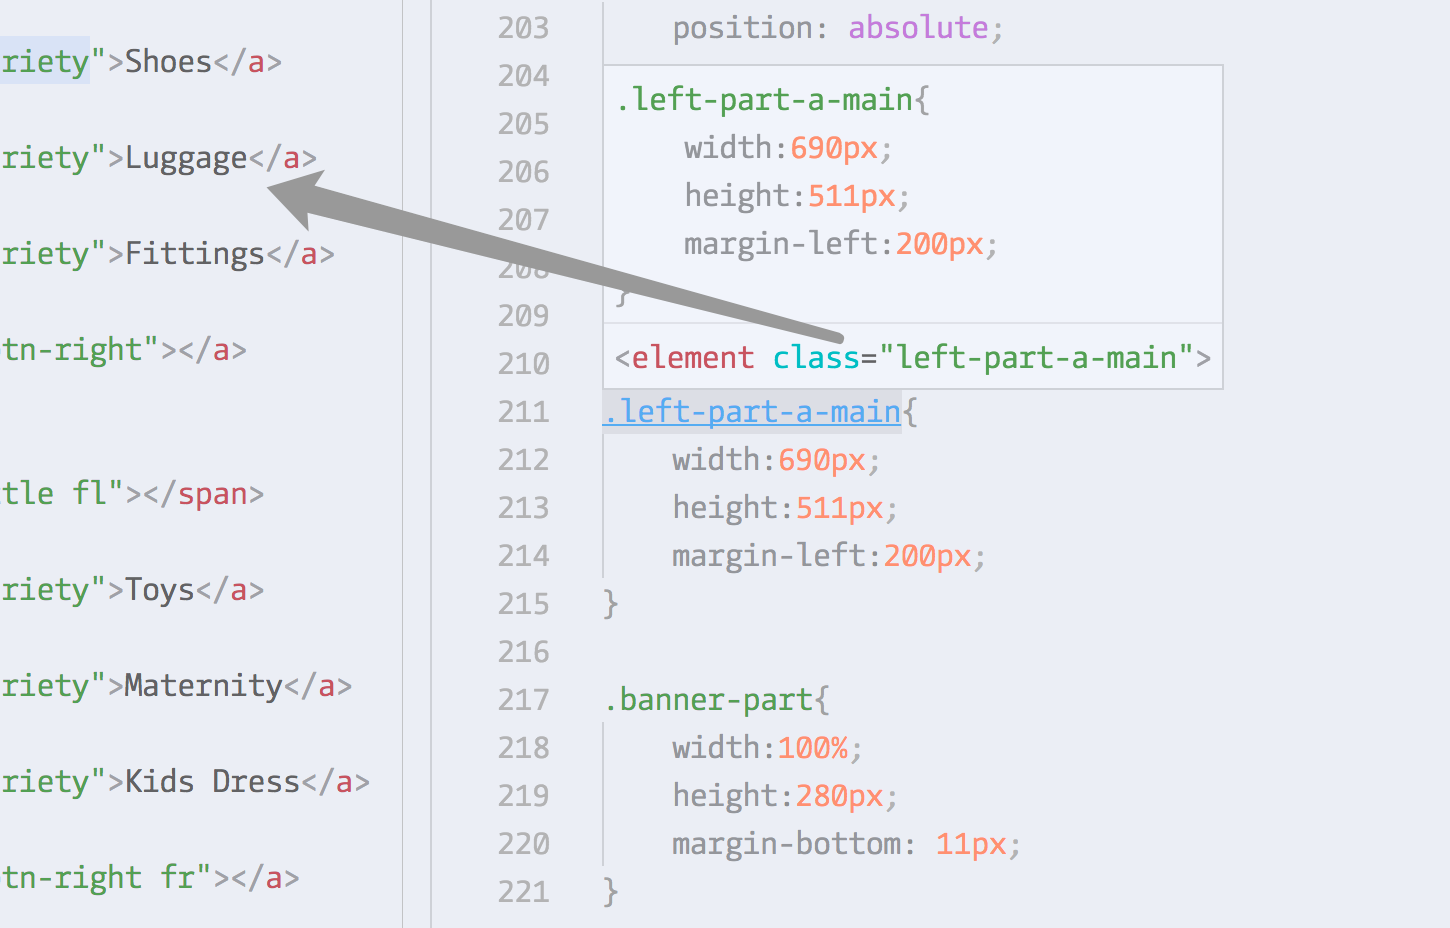 riety">Shoes</a>
riety">Luggage</a>
riety">Fittings</a>
tn-right"></a>
tle fl"></span>
riety">Toys</a>
riety">Maternity</a>
riety">Kids Dress</a>
tn-right fr"></a>
203 position: absolute;
204
205
206
207
208
209
210
.left-part-a-main{
width:690px;
height:511px;
margin-left:200px;
}
<element class="left-part-a-main">
211 .left-part-a-main{
212 width:690px;
213 height:511px;
214 margin-left:200px;
215 }
216
217 .banner-part{
218 width:100%;
219 height:280px;
220 margin-bottom: 11px;
221 }